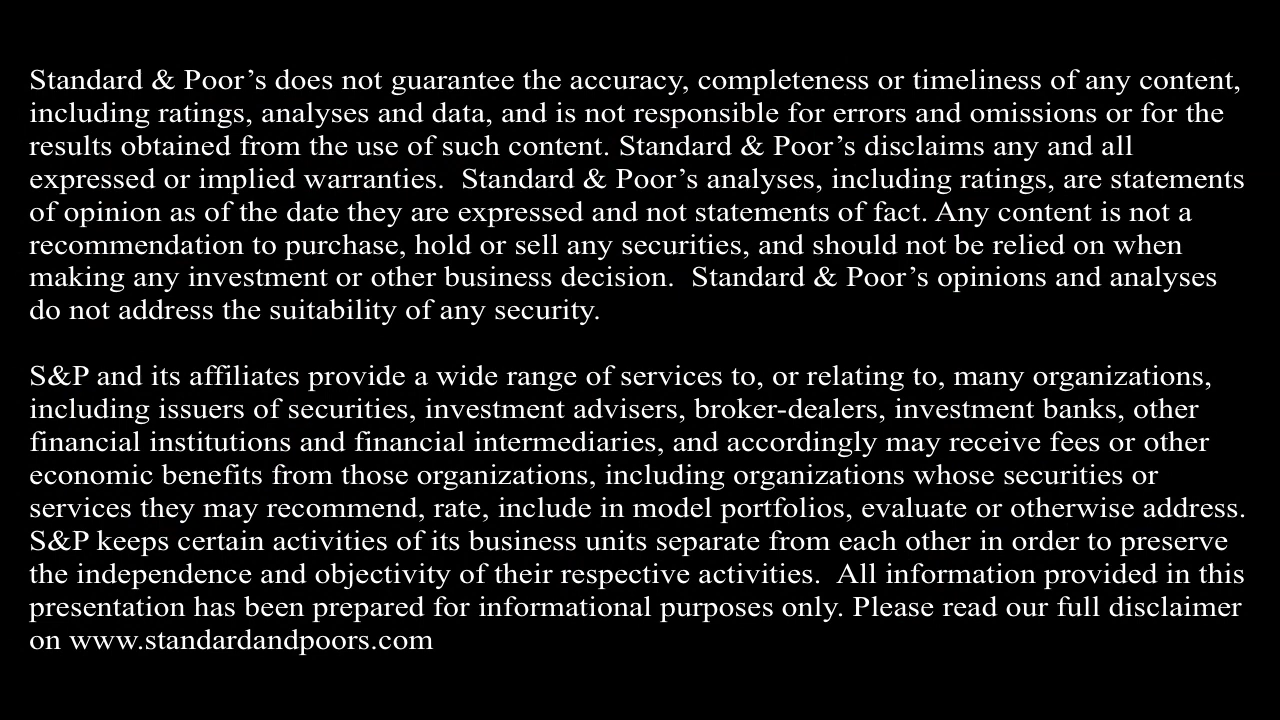 Standard & Poor’s does not guarantee the accuracy, completeness or timeliness of any content,
including ratings, analyses and data, and is not responsible for errors and omissions or for the
results obtained from the use of such content. Standard & Poor’s disclaims any and all
expressed or implied warranties.  Standard & Poor’s analyses, including ratings, are statements
of opinion as of the date they are expressed and not statements of fact. Any content is not a
recommendation to purchase, hold or sell any securities, and should not be relied on when
making any investment or other business decision.  Standard & Poor’s opinions and analyses
do not address the suitability of any security.
S&P and its affiliates provide a wide range of services to, or relating to, many organizations,
including issuers of securities, investment advisers, broker-dealers, investment banks, other
financial institutions and financial intermediaries, and accordingly may receive fees or other
economic benefits from those organizations, including organizations whose securities or
services they may recommend, rate, include in model portfolios, evaluate or otherwise address.
S&P keeps certain activities of its business units separate from each other in order to preserve
the independence and objectivity of their respective activities.  All information provided in this
presentation has been prepared for informational purposes only. Please read our full disclaimer
on www.standardandpoors.com